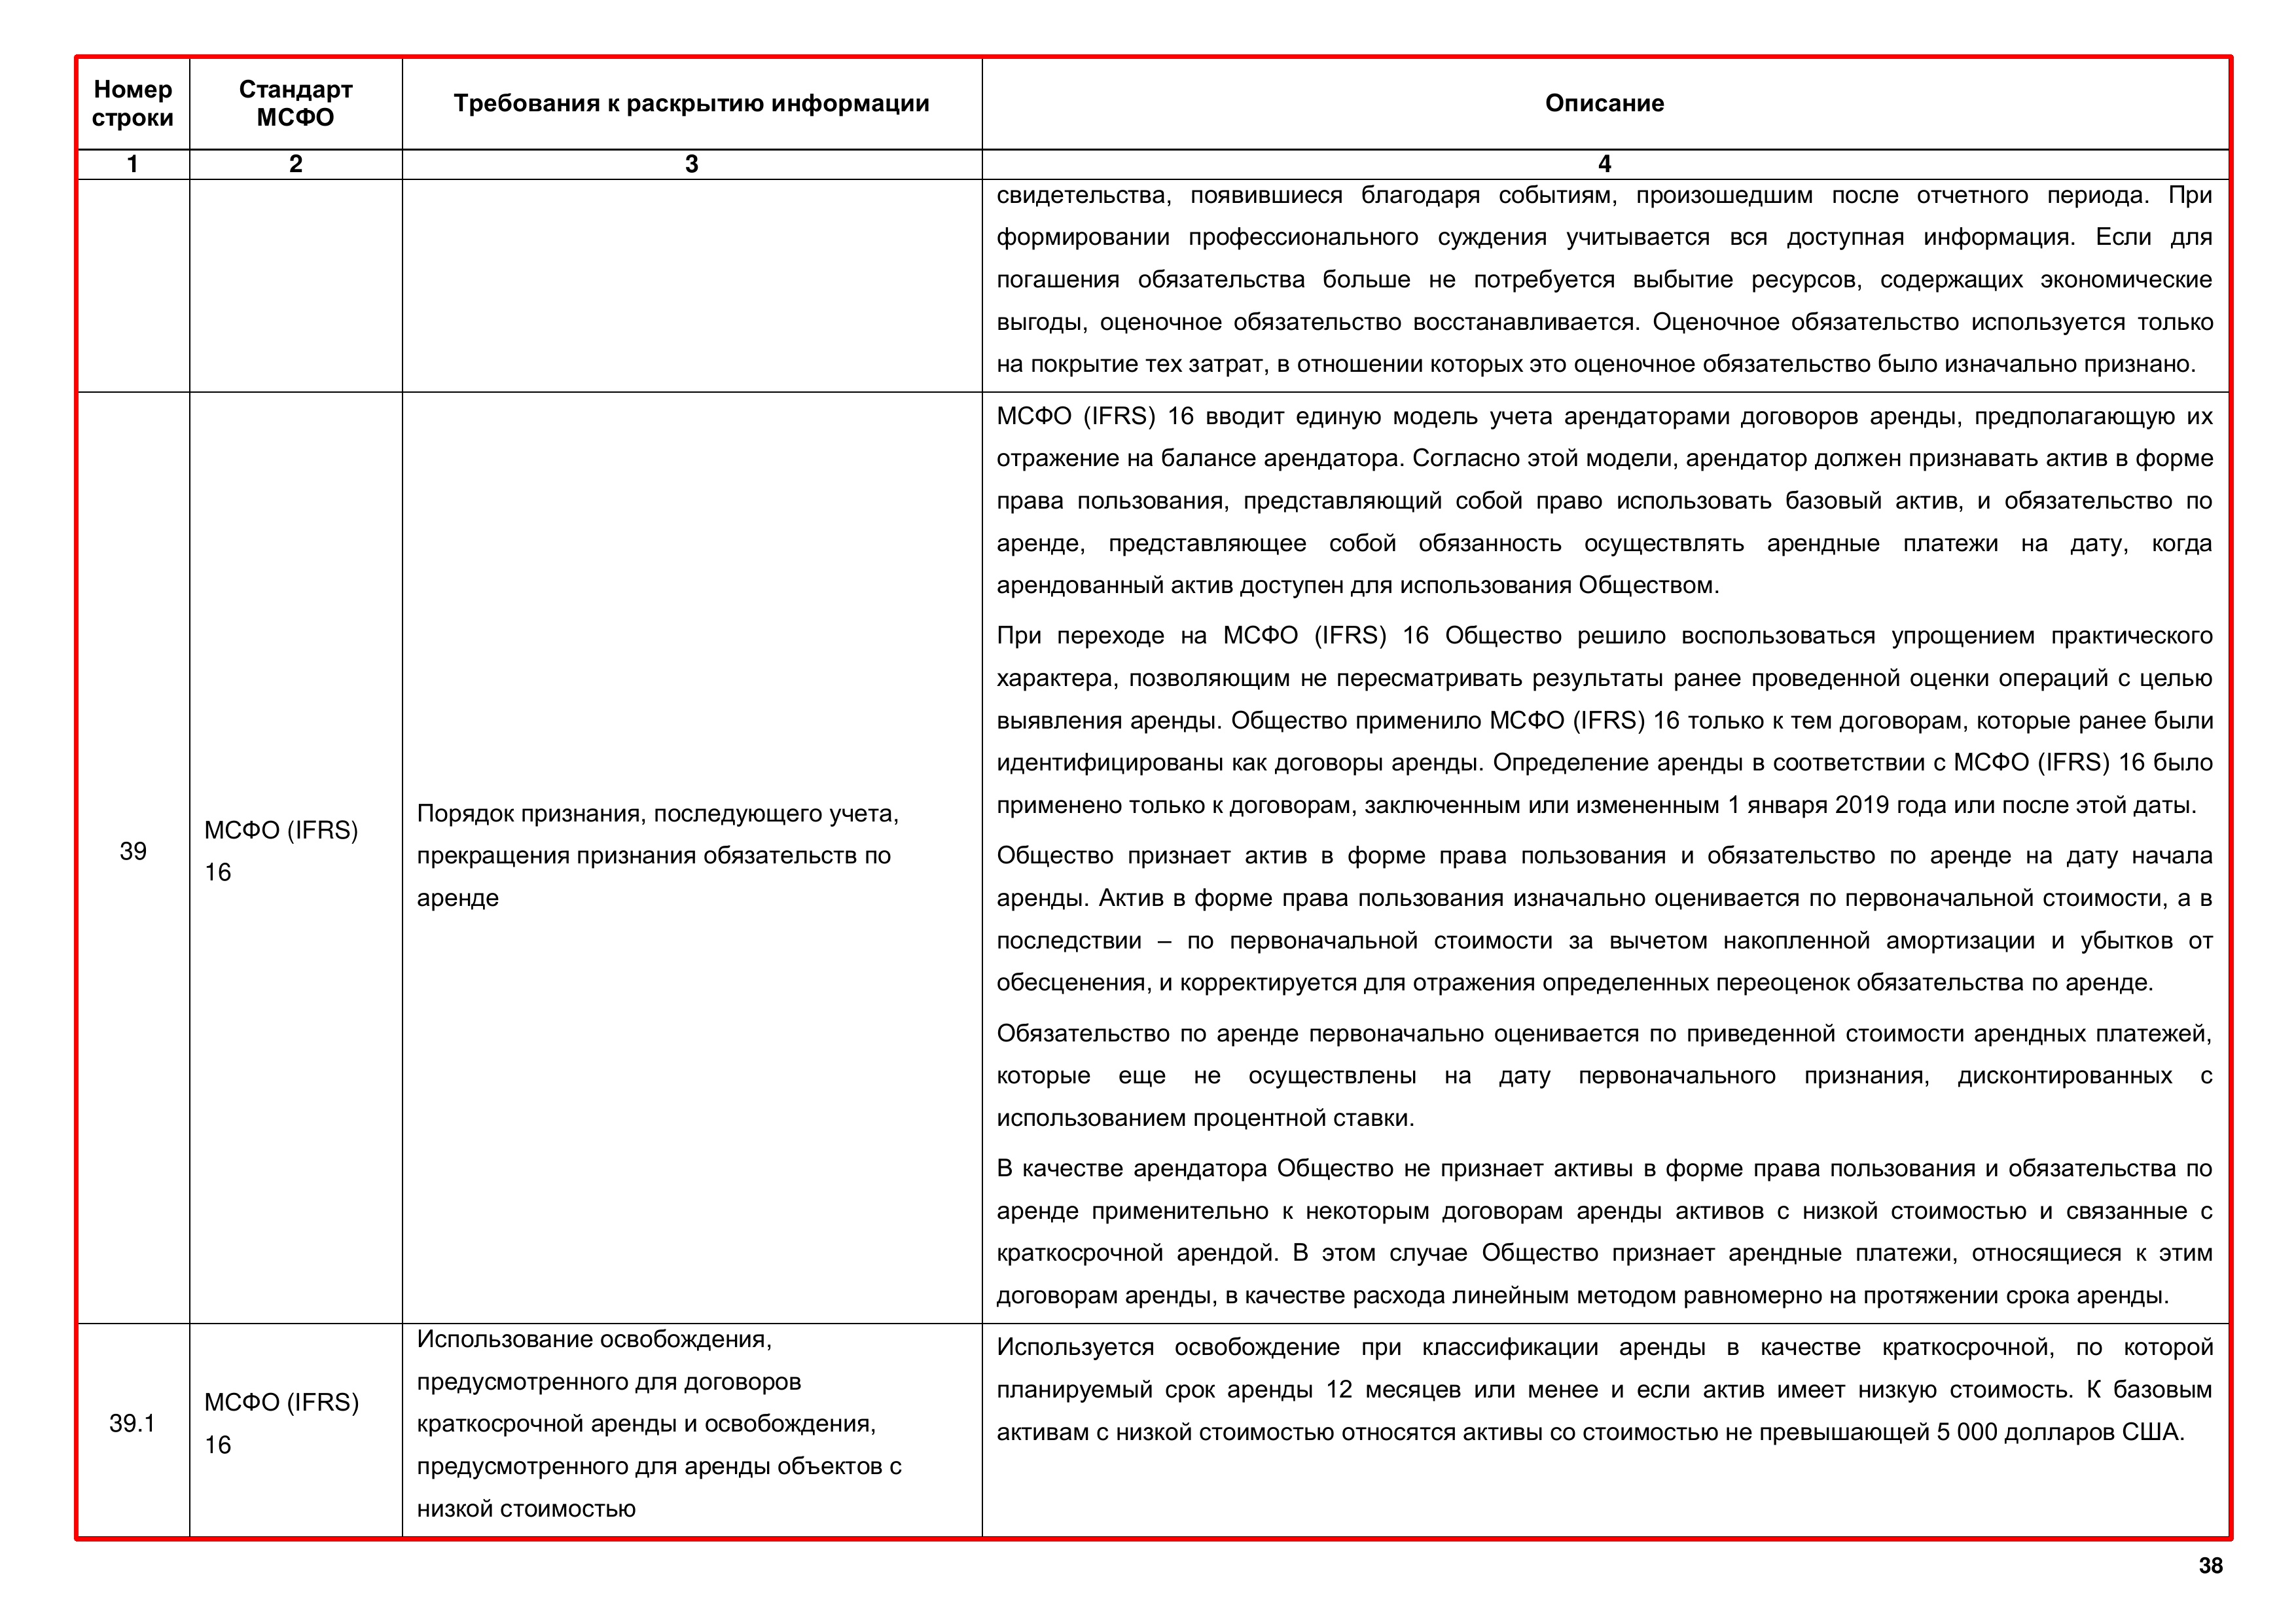 Номер строки
Стандарт МСФО
Требования к раскрытию информации
Описание
1
2
3
4
свидетельства, появившиеся благодаря событиям, произошедшим после отчетного периода. При
формировании профессионального суждения учитывается вся доступная информация. Если для
погашения обязательства больше не потребуется выбытие ресурсов, содержащих экономические
выгоды, оценочное обязательство восстанавливается. Оценочное обязательство используется только
на покрытие тех затрат, в отношении которых это оценочное обязательство было изначально признано.
39
МСФО (IFRS)
16
Порядок признания, последующего учета,
прекращения признания обязательств по
аренде
МСФО (IFRS) 16 вводит единую модель учета арендаторами договоров аренды, предполагающую их
отражение на балансе арендатора. Согласно этой модели, арендатор должен признавать актив в форме
права пользования, представляющий собой право использовать базовый актив, и обязательство по
аренде, представляющее собой обязанность осуществлять арендные платежи на дату, когда
арендованный актив доступен для использования Обществом.
При переходе на МСФО (IFRS) 16 Общество решило воспользоваться упрощением практического
характера, позволяющим не пересматривать результаты ранее проведенной оценки операций с целью
выявления аренды. Общество применило МСФО (IFRS) 16 только к тем договорам, которые ранее были
идентифицированы как договоры аренды. Определение аренды в соответствии с МСФО (IFRS) 16 было
применено только к договорам, заключенным или измененным 1 января 2019 года или после этой даты.
Общество признает актив в форме права пользования и обязательство по аренде на дату начала
аренды. Актив в форме права пользования изначально оценивается по первоначальной стоимости, а в
последствии – по первоначальной стоимости за вычетом накопленной амортизации и убытков от
обесценения, и корректируется для отражения определенных переоценок обязательства по аренде.
Обязательство по аренде первоначально оценивается по приведенной стоимости арендных платежей,
которые еще не осуществлены на дату первоначального признания, дисконтированных с
использованием процентной ставки.
В качестве арендатора Общество не признает активы в форме права пользования и обязательства по
аренде применительно к некоторым договорам аренды активов с низкой стоимостью и связанные с
краткосрочной арендой. В этом случае Общество признает арендные платежи, относящиеся к этим
договорам аренды, в качестве расхода линейным методом равномерно на протяжении срока аренды.
39.1
МСФО (IFRS)
16
Использование освобождения,
предусмотренного для договоров
краткосрочной аренды и освобождения,
предусмотренного для аренды объектов с
низкой стоимостью
Используется освобождение при классификации аренды в качестве краткосрочной, по которой
планируемый срок аренды 12 месяцев или менее и если актив имеет низкую стоимость. К базовым
активам с низкой стоимостью относятся активы со стоимостью не превышающей 5 000 долларов США.
38